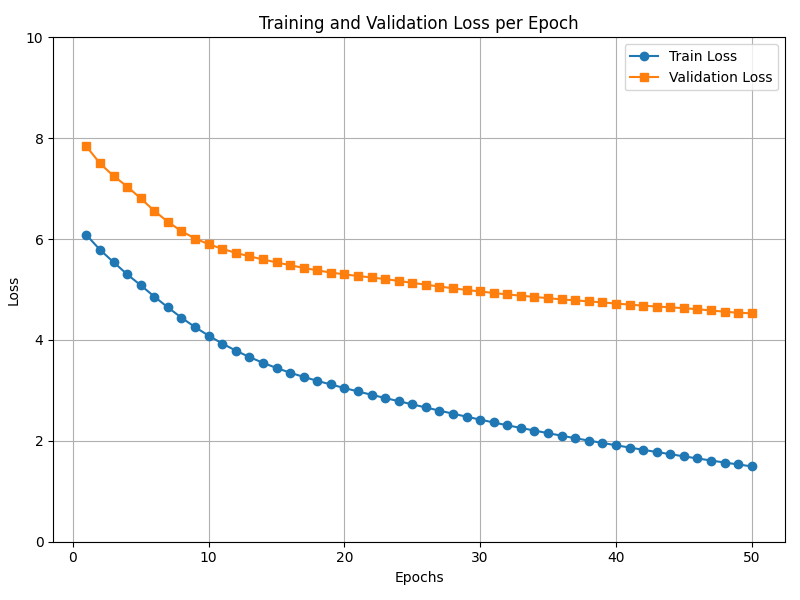 Training and Validation Loss per Epoch
Train Loss
Validation Loss
Loss
10
8
6
4
2
0
0 10 20 30 40 50
Epochs